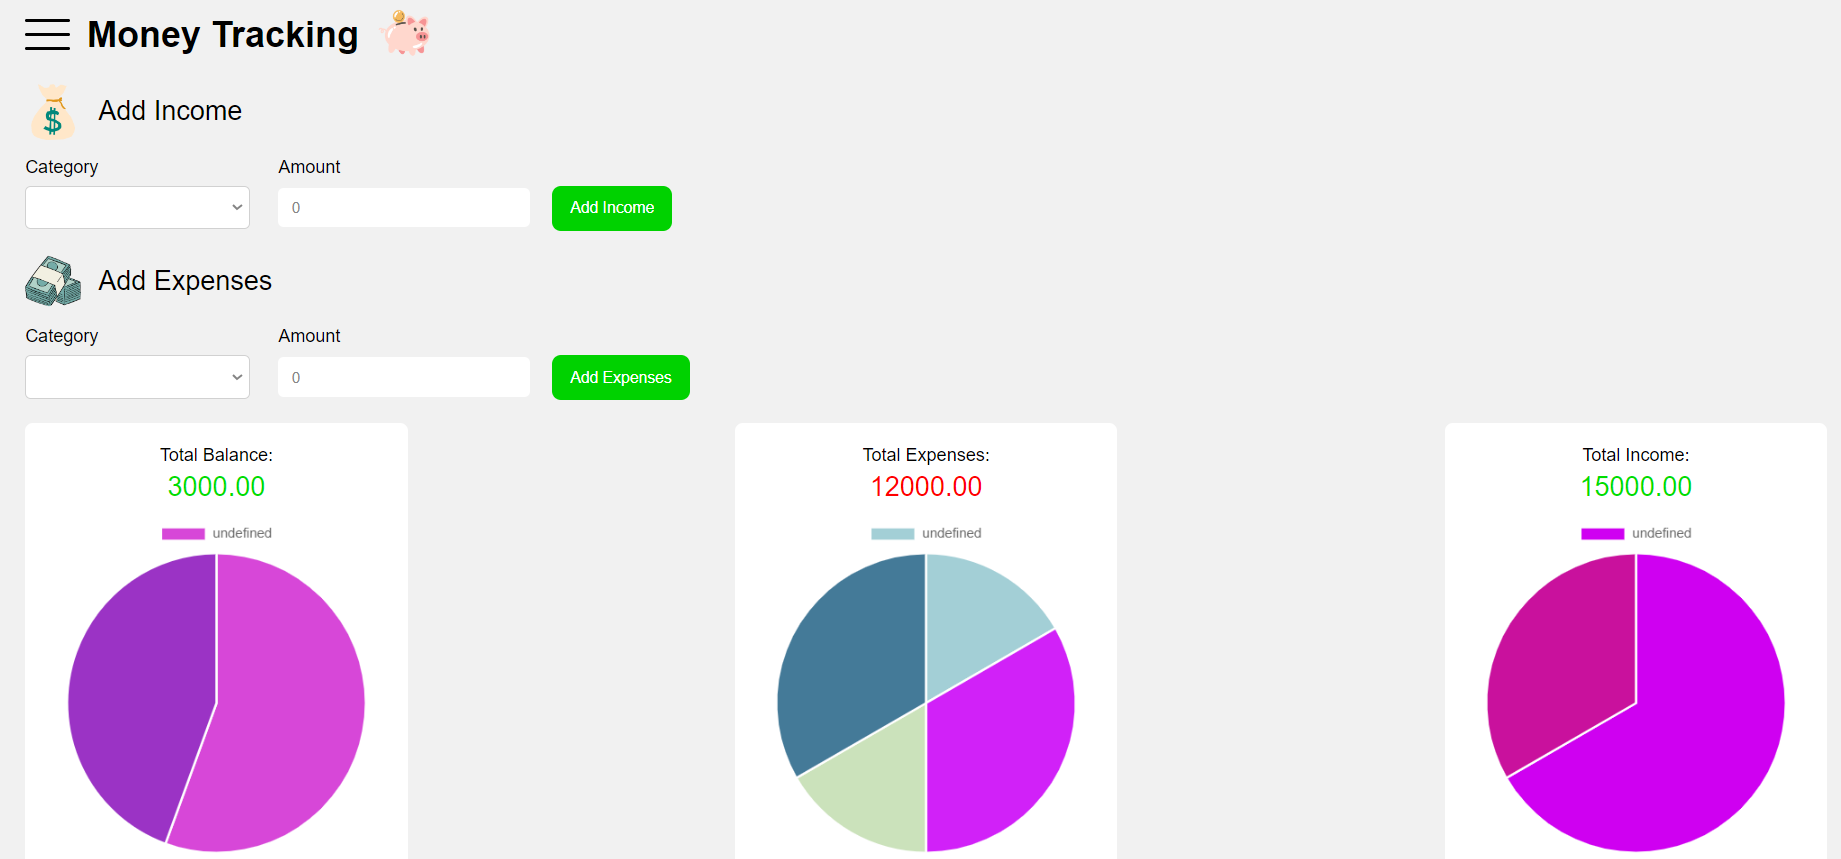 Money Tracking
$
Add Income
Category Amount
0 Add Income
Add Expenses
Category Amount
0 Add Expenses
Total Balance: Total Expenses: Total Income:
3000.00 12000.00 15000.00
undefined undefined undefined